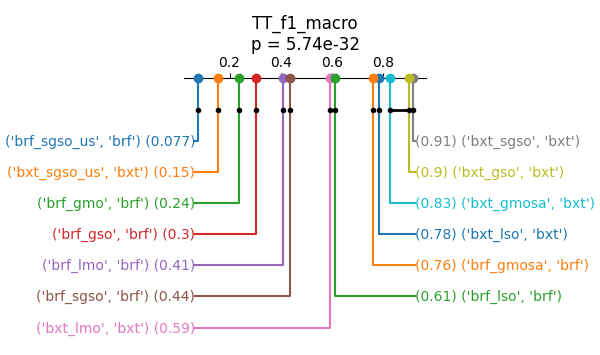 TT_f1_macro
p = 5.74e-32
0.2 0.4 0.6 0.8
('brf_sgso_us', 'brf') (0.077)
(0.91) ('bxt_sgso', 'bxt')
('bxt_sgso_us', 'bxt') (0.15)
(0.9) ('bxt_gso', 'bxt')
('brf_gmo', 'brf') (0.24)
(0.83) ('bxt_gmosa', 'bxt')
('brf_gso', 'brf') (0.3)
(0.78) ('bxt_lso', 'bxt')
('brf_lmo', 'brf') (0.41)
(0.76) ('brf_gmosa', 'brf')
('brf_sgso', 'brf') (0.44)
(0.61) ('brf_lso', 'brf')
('bxt_lmo', 'bxt') (0.59)